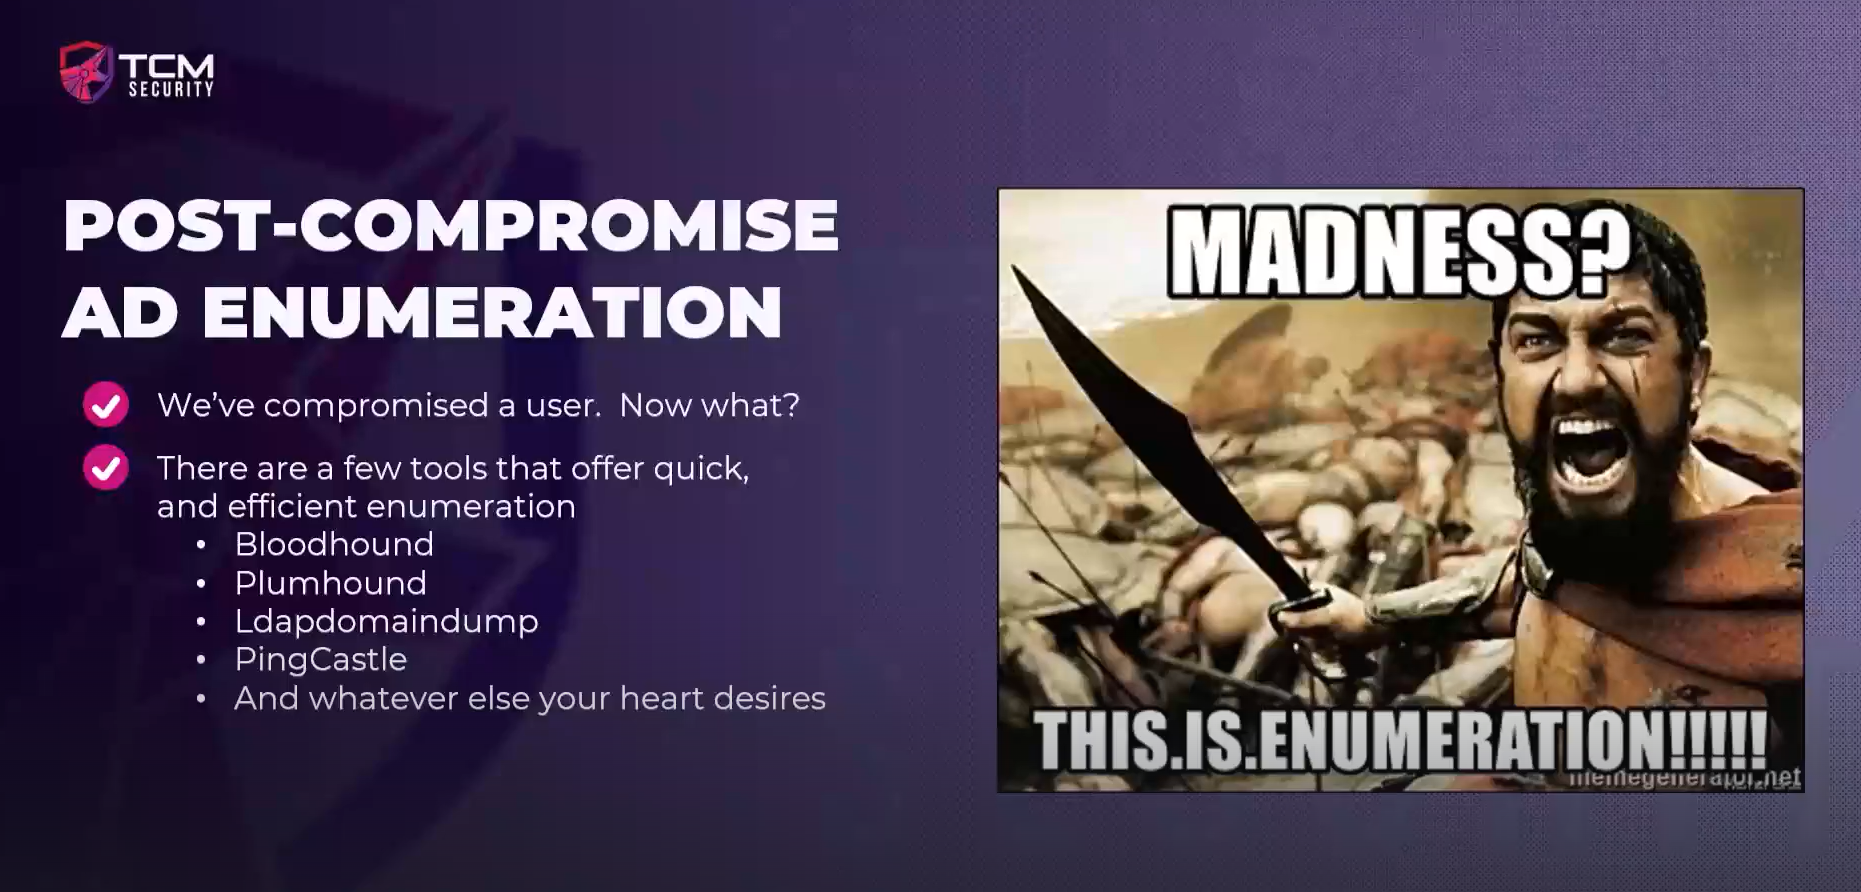 TCM
SECURITY
POST-COMPROMISE
AD ENUMERATION
We've compromised a user.  Now what?
There are a few tools that offer quick,
and efficient enumeration
• Bloodhound
• Plumhound
• Ldapdomaindump
• PingCastle
• And whatever else your heart desires
MADNESS?
THIS.IS.ENUMERATION!!!!!
memegenerator.net